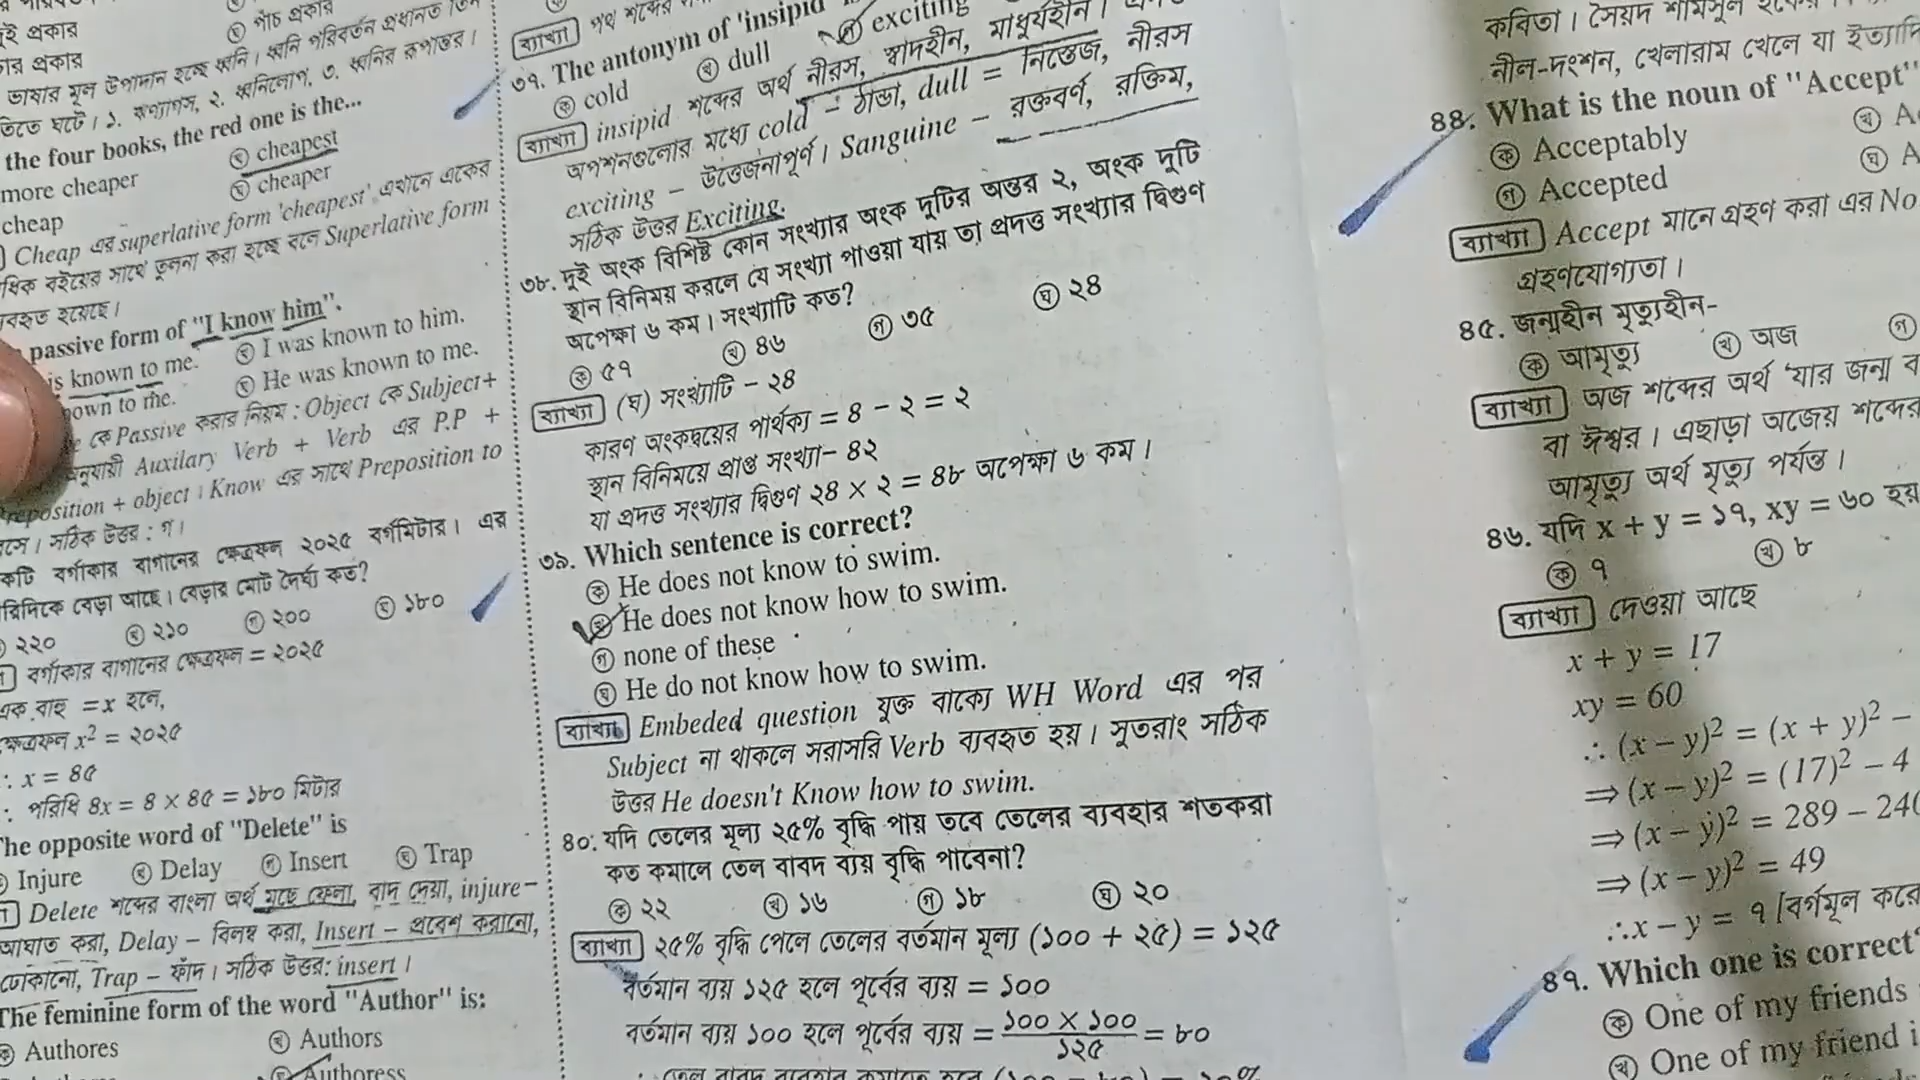 ই প্রকার
পাঁচ প্রকার
চার প্রকার
ভাষার মূল উপাদান হচ্ছে ধ্বনি। ধ্বনি পরিবর্তন প্রধানত তিন
ঘটে। ১. ২. ধ্বনিলোপ, ৩. ধ্বনির রূপান্তর।
the four books, the red one is the...
more cheaper
খ cheapest
cheap
ঘ cheaper
Cheap এর superlative form 'cheapest' এখানে একের
ধিক বইয়ের সাথে তুলনা করা হচ্ছে বলে Superlative form
ব্যবহৃত হয়েছে।
passive form of "I know him".
is known to me.
খ I was known to him.
nown to me.
ঘ He was known to me.
কে Passive করার নিয়ম : Object কে Subject+
অনুযায়ী Auxilary Verb + Verb এর P.P +
Preposition + object। Know এর সাথে Preposition to
বসে। সঠিক উত্তর : গ।
কটি বর্গাকার বাগানের ক্ষেত্রফল ২০২৫ বর্গমিটার। এর
রিদিকে বেড়া আছে। বেড়ার মোট দৈর্ঘ্য কত?
২২০
খ ২১০
গ ২০০
ঘ ১৮০
বর্গাকার বাগানের ক্ষেত্রফল = ২০২৫
এক বাহু =x হলে,
ক্ষেত্রফল x² = ২০২৫
∴ x = ৪৫
∴ পরিধি 8x = ৪ × ৪৫ = ১৮০ মিটার
The opposite word of "Delete" is
Injure
খ Delay
গ Insert
ঘ Trap
Delete শব্দের বাংলা অর্থ মুছে ফেলা, বাদ দেয়া, injure-
আঘাত করা, Delay – বিলম্ব করা, Insert – প্রবেশ করানো,
ঢোকানো, Trap – ফাঁদ। সঠিক উত্তর: insert।
The feminine form of the word "Author" is:
Authores
খ Authors
Authoress
ব্যাখ্যা পথ শব্দের
৩৭. The antonym of 'insipid
ক cold
খ dull
গ exciting
ব্যাখ্যা insipid শব্দের অর্থ নীরস, স্বাদহীন, মাধুর্যহীন।
অপশনগুলোর মধ্যে cold – ঠান্ডা, dull = নিস্তেজ, নীরস
exciting – উত্তেজনাপূর্ণ। Sanguine – রক্তবর্ণ, রক্তিম,
সঠিক উত্তর Exciting.
৩৮. দুই অংক বিশিষ্ট কোন সংখ্যার অংক দুটির অন্তর ২, অংক দুটি
স্থান বিনিময় করলে যে সংখ্যা পাওয়া যায় তা প্রদত্ত সংখ্যার দ্বিগুণ
অপেক্ষা ৬ কম। সংখ্যাটি কত?
ক ৫৭
খ ৪৬
গ ৩৫
ঘ ২৪
ব্যাখ্যা (ঘ) সংখ্যাটি – ২৪
কারণ অংকদ্বয়ের পার্থক্য = ৪ – ২ = ২
স্থান বিনিময়ে প্রাপ্ত সংখ্যা– ৪২
যা প্রদত্ত সংখ্যার দ্বিগুণ ২৪ × ২ = ৪৮ অপেক্ষা ৬ কম।
৩৯. Which sentence is correct?
ক He does not know to swim.
খ He does not know how to swim.
গ none of these
ঘ He do not know how to swim.
ব্যাখ্যা Embeded question যুক্ত বাক্যে WH Word এর পর
Subject না থাকলে সরাসরি Verb ব্যবহৃত হয়। সুতরাং সঠিক
উত্তর He doesn't Know how to swim.
৪০. যদি তেলের মূল্য ২৫% বৃদ্ধি পায় তবে তেলের ব্যবহার শতকরা
কত কমালে তেল বাবদ ব্যয় বৃদ্ধি পাবেনা?
ক ২২
খ ১৬
গ ১৮
ঘ ২০
ব্যাখ্যা ২৫% বৃদ্ধি পেলে তেলের বর্তমান মূল্য (১০০ + ২৫) = ১২৫
বর্তমান ব্যয় ১২৫ হলে পূর্বের ব্যয় = ১০০
বর্তমান ব্যয় ১০০ হলে পূর্বের ব্যয় = ১০০ × ১০০ / ১২৫ = ৮০
কবিতা। সৈয়দ শামসুল
নীল-দংশন, খেলারাম খেলে যা ইত্যাদি
৪৪. What is the noun of "Accept"
ক Acceptably
খ A
গ Accepted
ঘ A
ব্যাখ্যা Accept মানে গ্রহণ করা এর No
গ্রহণযোগ্যতা।
৪৫. জন্মহীন মৃত্যুহীন-
ক আমৃত্যু
খ অজ
গ
ব্যাখ্যা অজ শব্দের অর্থ 'যার জন্ম
বা ঈশ্বর। এছাড়া অজেয় শব্দের
আমৃত্যু অর্থ মৃত্যু পর্যন্ত।
৪৬. যদি x + y = ১৭, xy = ৬০ হয়
ক ৭
খ ৮
ব্যাখ্যা দেওয়া আছে
x + y = 17
xy = 60
∴ (x – y)² = (x + y)² –
⇒ (x – y)² = (17)² – 4
⇒ (x – y)² = 289 – 240
⇒ (x – y)² = 49
∴ x – y = ৭ [বর্গমূল করে
৪৭. Which one is correct?
ক One of my friends
খ One of my friend i